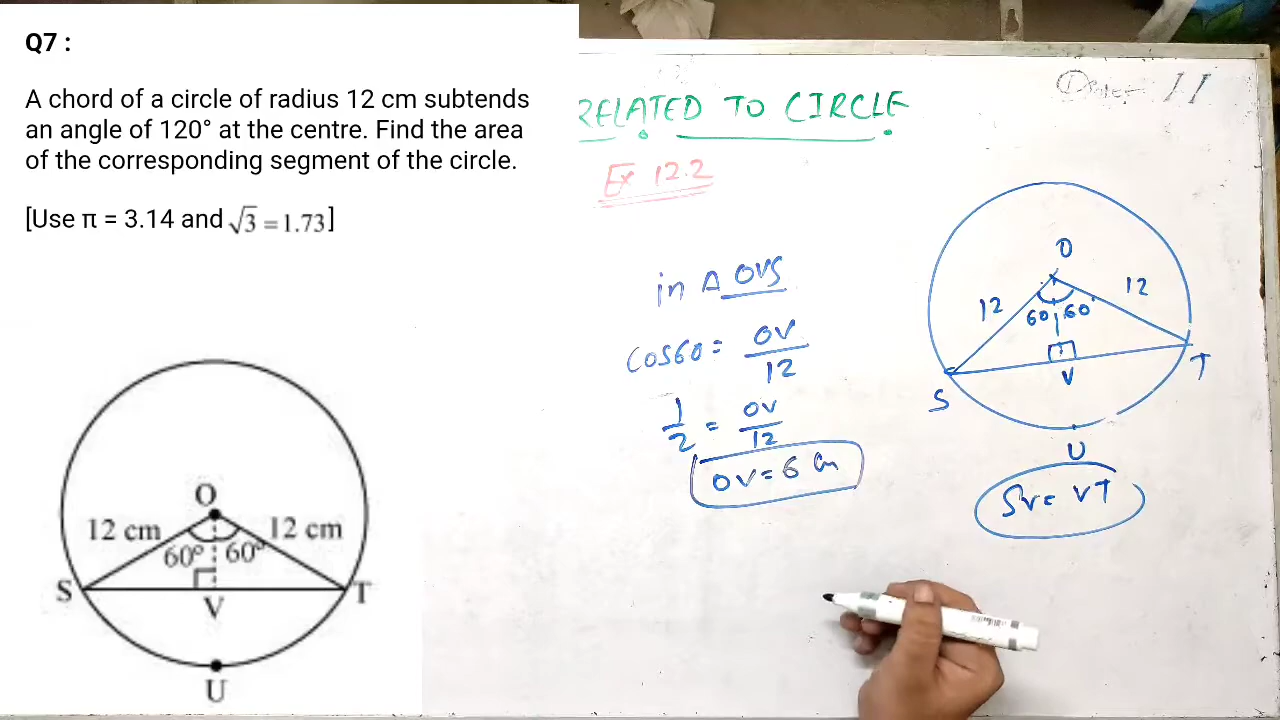 Q7 :
A chord of a circle of radius 12 cm subtends
an angle of 120° at the centre. Find the area
of the corresponding segment of the circle.
[Use π = 3.14 and √3 = 1.73]
O
12 cm
12 cm
60°
60°
S
V
T
U
RELATED TO CIRCLE
Ex 12.2
in Δ OVS
Cos60 = OV/12
1/2 = OV/12
OV = 6 cm
11
O
12
12
60
60°
S
V
T
U
SV = VT